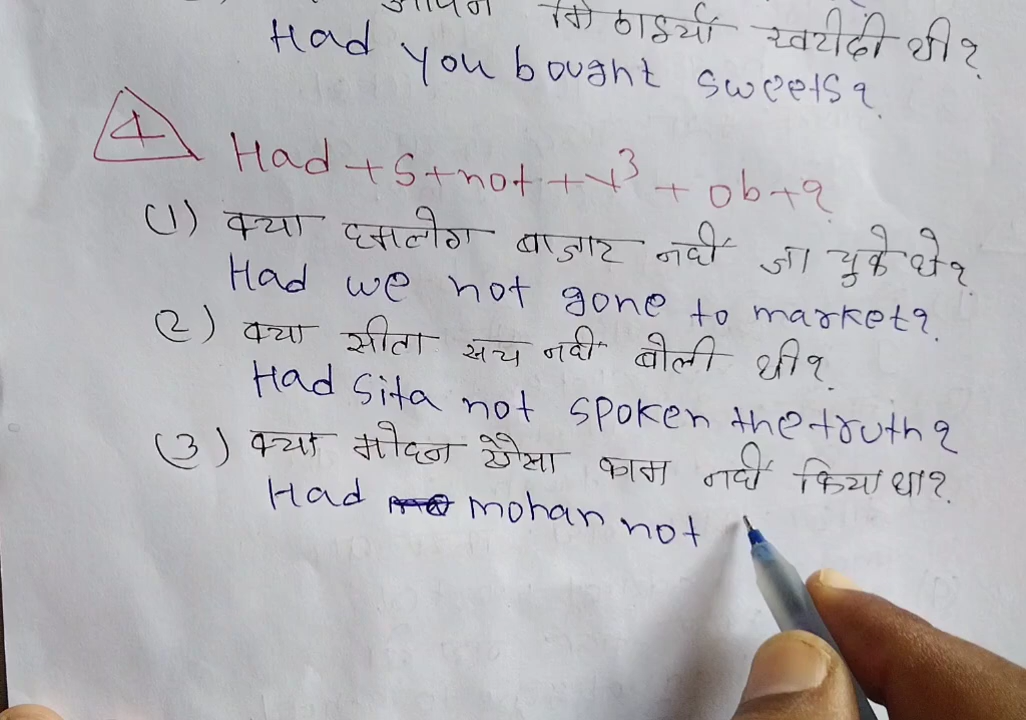 मिठाईयाँ खरीदी थी?
Had you bought sweets?
4 Had + S + not + V3 + ob + ?
(1) क्या हमलोग बाजार नहीं जा चुके थे?
Had we not gone to market?
(2) क्या सीता सच नहीं बोली थी?
Had Sita not spoken the truth?
(3) क्या मोहन ऐसा काम नहीं किया था?
Had mohan not